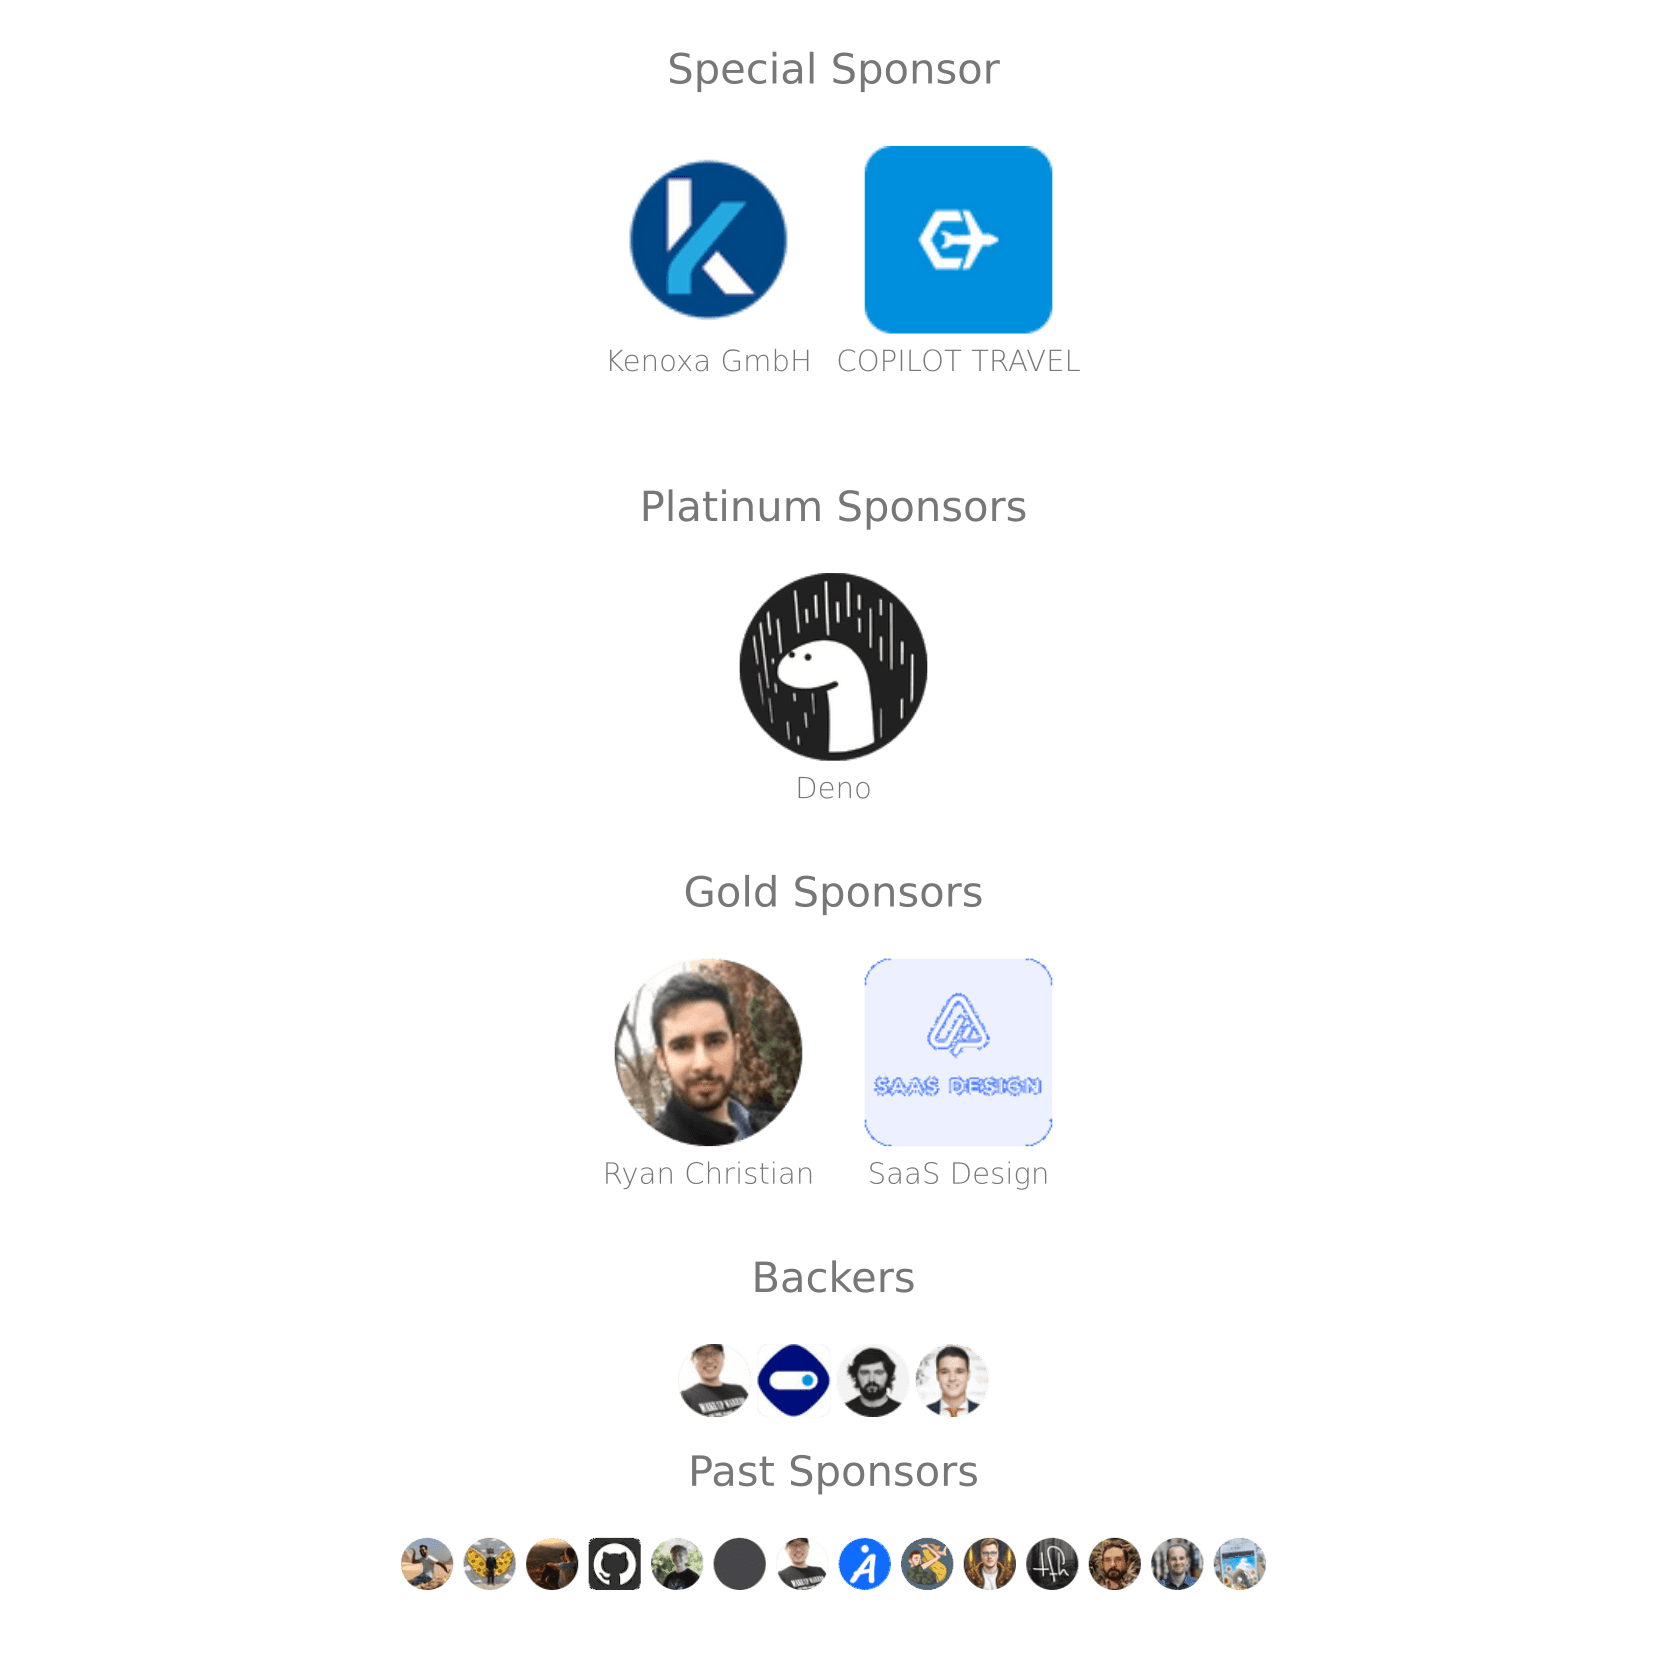 Special Sponsor
Kenoxa GmbH COPILOT TRAVEL
Platinum Sponsors
Deno
Gold Sponsors
SAAS DESIGN
Ryan Christian SaaS Design
Backers
Past Sponsors
tfh